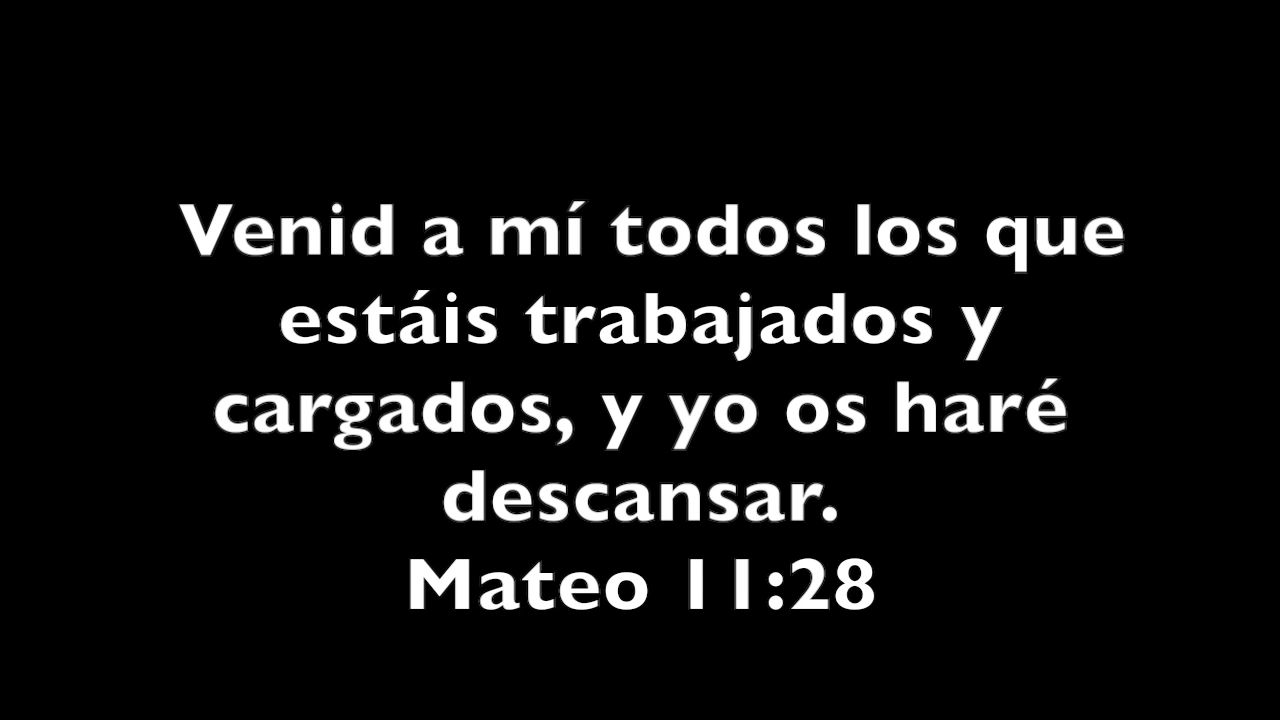 Venid a mí todos los que
estáis trabajados y
cargados, y yo os haré
descansar.
Mateo 11:28